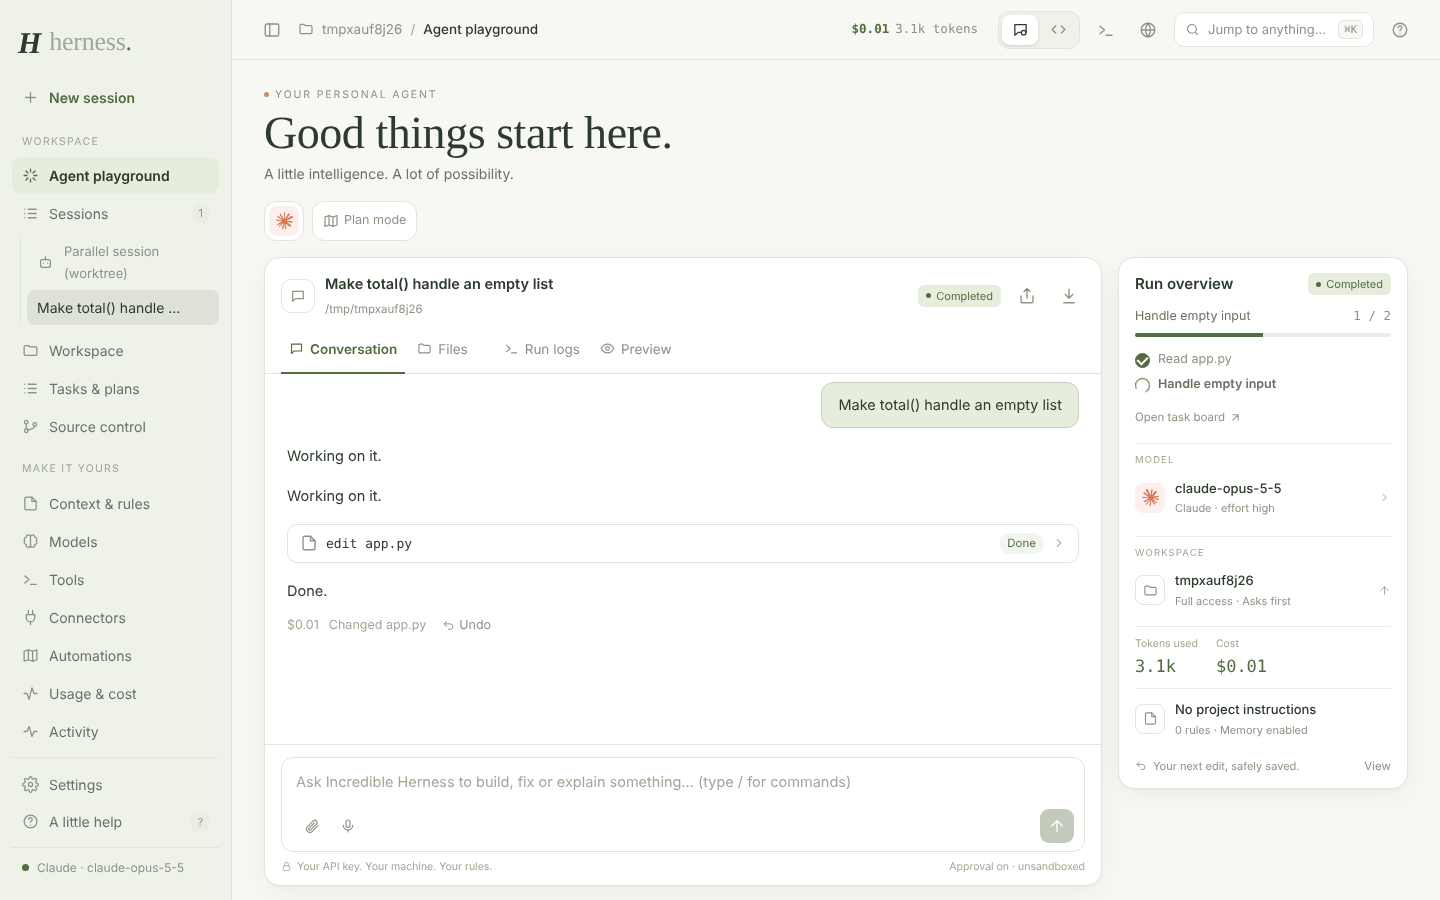 H herness.
New session
WORKSPACE
Agent playground
Sessions 1
Parallel session
(worktree)
Make total() handle ...
Workspace
Tasks & plans
Source control
MAKE IT YOURS
Context & rules
Models
Tools
Connectors
Automations
Usage & cost
Activity
Settings
A little help ?
Claude · claude-opus-5-5
tmpxauf8j26 / Agent playground
$0.01 3.1k tokens
Jump to anything... ⌘K
YOUR PERSONAL AGENT
Good things start here.
A little intelligence. A lot of possibility.
Plan mode
Make total() handle an empty list
/tmp/tmpxauf8j26
Completed
Conversation Files Run logs Preview
Make total() handle an empty list
Working on it.
Working on it.
edit app.py Done
Done.
$0.01 Changed app.py Undo
Ask Incredible Herness to build, fix or explain something... (type / for commands)
Your API key. Your machine. Your rules.
Approval on · unsandboxed
Run overview Completed
Handle empty input 1 / 2
Read app.py
Handle empty input
Open task board
MODEL
claude-opus-5-5
Claude · effort high
WORKSPACE
tmpxauf8j26
Full access · Asks first
Tokens used Cost
3.1k $0.01
No project instructions
0 rules · Memory enabled
Your next edit, safely saved. View